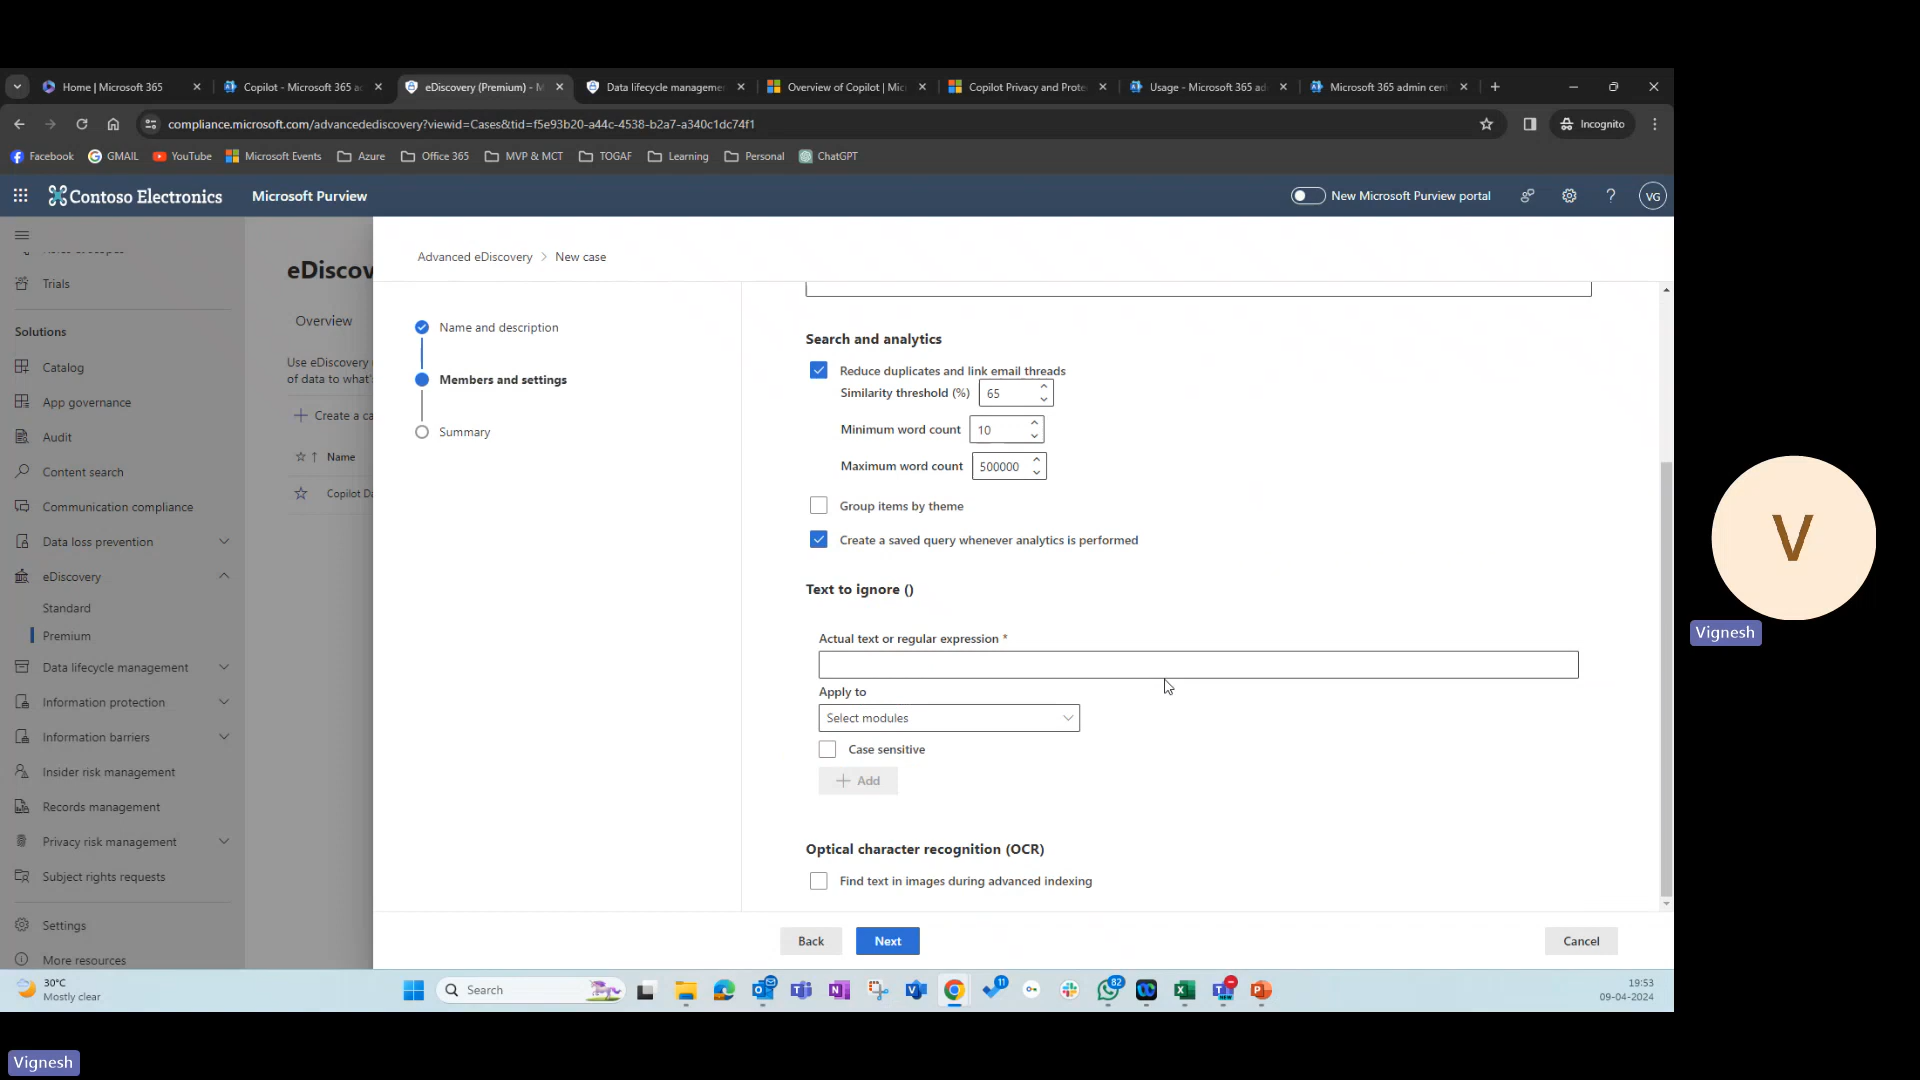 Home | Microsoft 365
Copilot - Microsoft 365 ac
eDiscovery (Premium) - M
Data lifecycle manageme
Overview of Copilot | Mic
Copilot Privacy and Prote
Usage - Microsoft 365 ad
Microsoft 365 admin cen
compliance.microsoft.com/advancedediscovery?viewid=Cases&tid=f5e93b20-a44c-4538-b2a7-a340c1dc74f1
Incognito
Facebook
GMAIL
YouTube
Microsoft Events
Azure
Office 365
MVP & MCT
TOGAF
Learning
Personal
ChatGPT
Contoso Electronics
Microsoft Purview
New Microsoft Purview portal
VG
Trials
Solutions
Catalog
App governance
Audit
Content search
Communication compliance
Data loss prevention
eDiscovery
Standard
Premium
Data lifecycle management
Information protection
Information barriers
Insider risk management
Records management
Privacy risk management
Subject rights requests
Settings
More resources
eDiscov
Overview
Use eDiscovery
of data to what'
Create a ca
Name
Copilot Da
Advanced eDiscovery > New case
Name and description
Members and settings
Summary
Search and analytics
Reduce duplicates and link email threads
Similarity threshold (%) 65
Minimum word count 10
Maximum word count 500000
Group items by theme
Create a saved query whenever analytics is performed
Text to ignore ()
Actual text or regular expression *
Apply to
Select modules
Case sensitive
Add
Optical character recognition (OCR)
Find text in images during advanced indexing
Back
Next
Cancel
30°C
Mostly clear
Search
11
82
19:53
09-04-2024
V
Vignesh
Vignesh